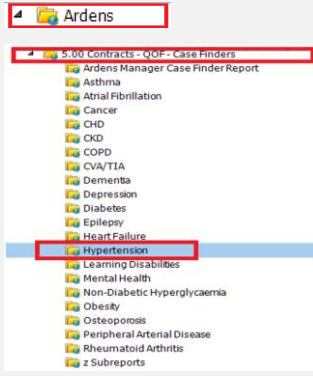 Ardens
5.00 Contracts - QOF - Case Finders
Ardens Manager Case Finder Report
Asthma
Atrial Fibrillation
Cancer
CHD
CKD
COPD
CVA/TIA
Dementia
Depression
Diabetes
Epilepsy
Heart Failure
Hypertension
Learning Disabilities
Mental Health
Non-Diabetic Hyperglycaemia
Obesity
Osteoporosis
Peripheral Arterial Disease
Rheumatoid Arthritis
z Subreports